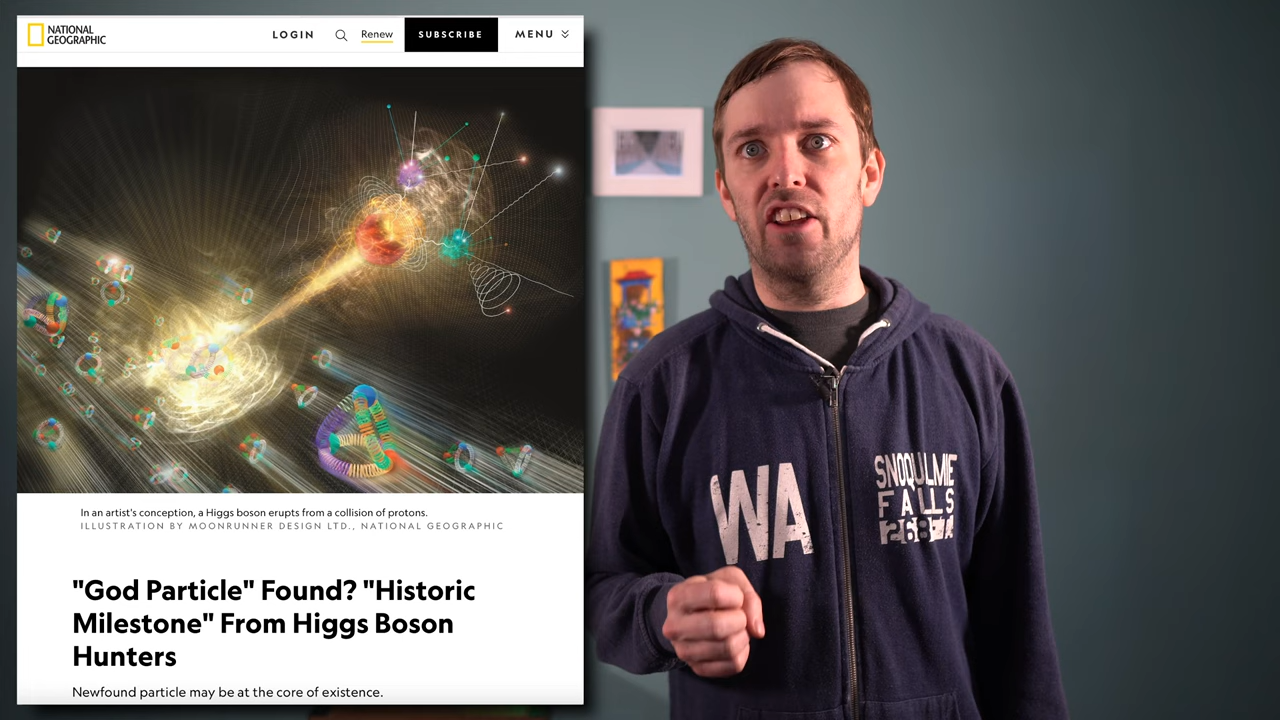 NATIONAL
GEOGRAPHIC
LOGIN
Renew
SUBSCRIBE
MENU
In an artist's conception, a Higgs boson erupts from a collision of protons.
ILLUSTRATION BY MOONRUNNER DESIGN LTD., NATIONAL GEOGRAPHIC
"God Particle" Found? "Historic
Milestone" From Higgs Boson
Hunters
Newfound particle may be at the core of existence.
WA
SNOQULMIE
FALLS